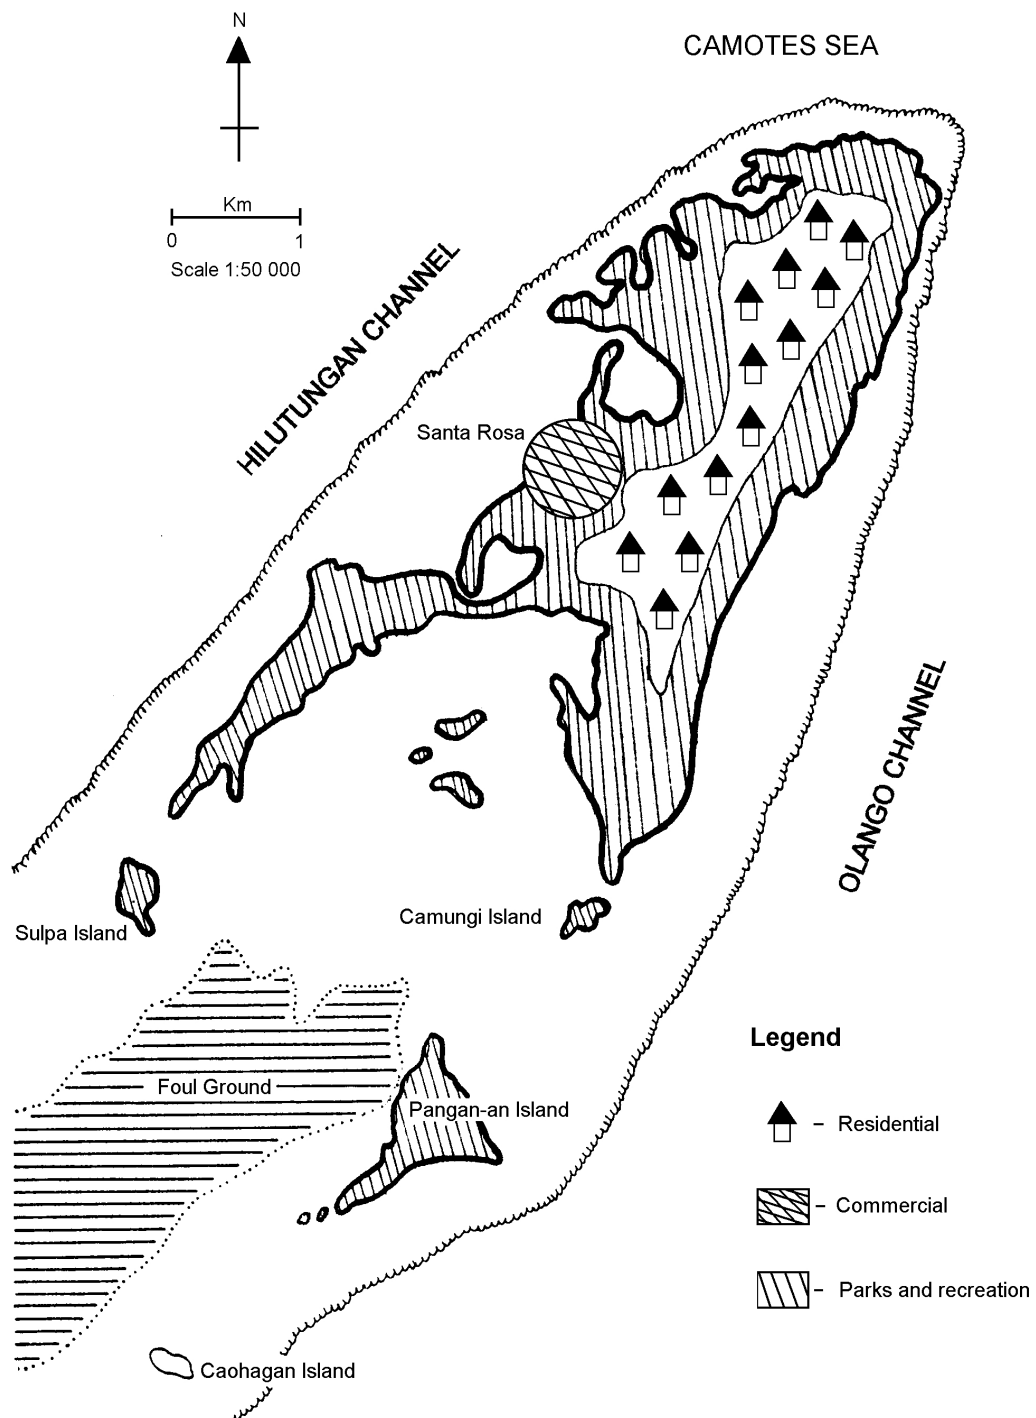 N
CAMOTES SEA
Km
0 1
Scale 1:50 000
HILUTUNGAN CHANNEL
Santa Rosa
OLANGO CHANNEL
Sulpa Island
Camungi Island
Foul Ground
Pangan-an Island
Caohagan Island
Legend
- Residential
- Commercial
- Parks and recreation